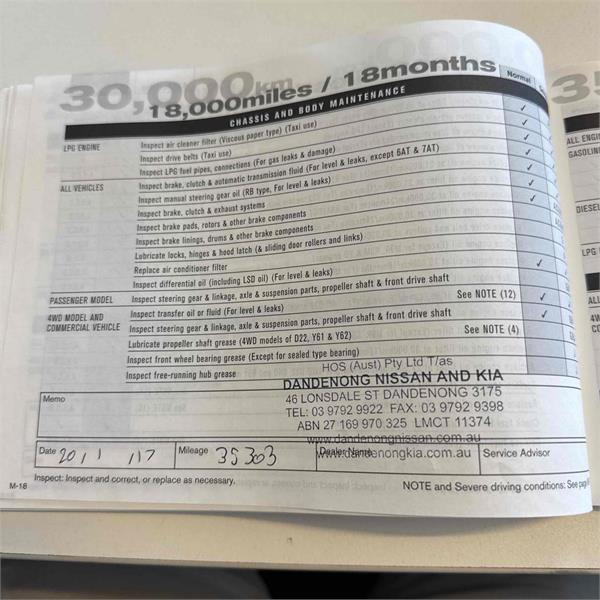 30,000km
18,000miles / 18months
Normal
CHASSIS AND BODY MAINTENANCE
LPG ENGINE
Inspect air cleaner filter (Viscous paper type) (Taxi use) ✓
Inspect drive belts (Taxi use) ✓
Inspect LPG fuel pipes, connections (For gas leaks & damage) ✓
ALL VEHICLES
Inspect brake, clutch & automatic transmission fluid (For level & leaks, except 6AT & 7AT) ✓
Inspect manual steering gear oil (RB type, For level & leaks) ✓
Inspect brake, clutch & exhaust systems
Inspect brake pads, rotors & other brake components
Inspect brake linings, drums & other brake components
Lubricate locks, hinges & hood latch (& sliding door rollers and links)
Replace air conditioner filter ✓
Inspect differential oil (including LSD oil) (For level & leaks)
PASSENGER MODEL
Inspect steering gear & linkage, axle & suspension parts, propeller shaft & front drive shaft
4WD MODEL AND
COMMERCIAL VEHICLE
Inspect transfer oil or fluid (For level & leaks) See NOTE (12) ✓
Inspect steering gear & linkage, axle & suspension parts, propeller shaft & front drive shaft ✓
Lubricate propeller shaft grease (4WD models of D22, Y61 & Y62) See NOTE (4)
Inspect front wheel bearing grease (Except for sealed type bearing)
Inspect free-running hub grease
HOS (Aust) Pty Ltd T/as
DANDENONG NISSAN AND KIA
46 LONSDALE ST DANDENONG 3175
TEL: 03 9792 9922 FAX: 03 9792 9398
ABN 27 169 970 325 LMCT 11374
www.dandenongnissan.com.au
www.dandenongkia.com.au
Memo
Date 20/1/17
Mileage 35303
Dealer Name
Service Advisor
Inspect: Inspect and correct, or replace as necessary.
NOTE and Severe driving conditions: See page
M-18
35
ALL ENGINE
GASOLIN
DIESEL
LPG
ALL
4W
CO